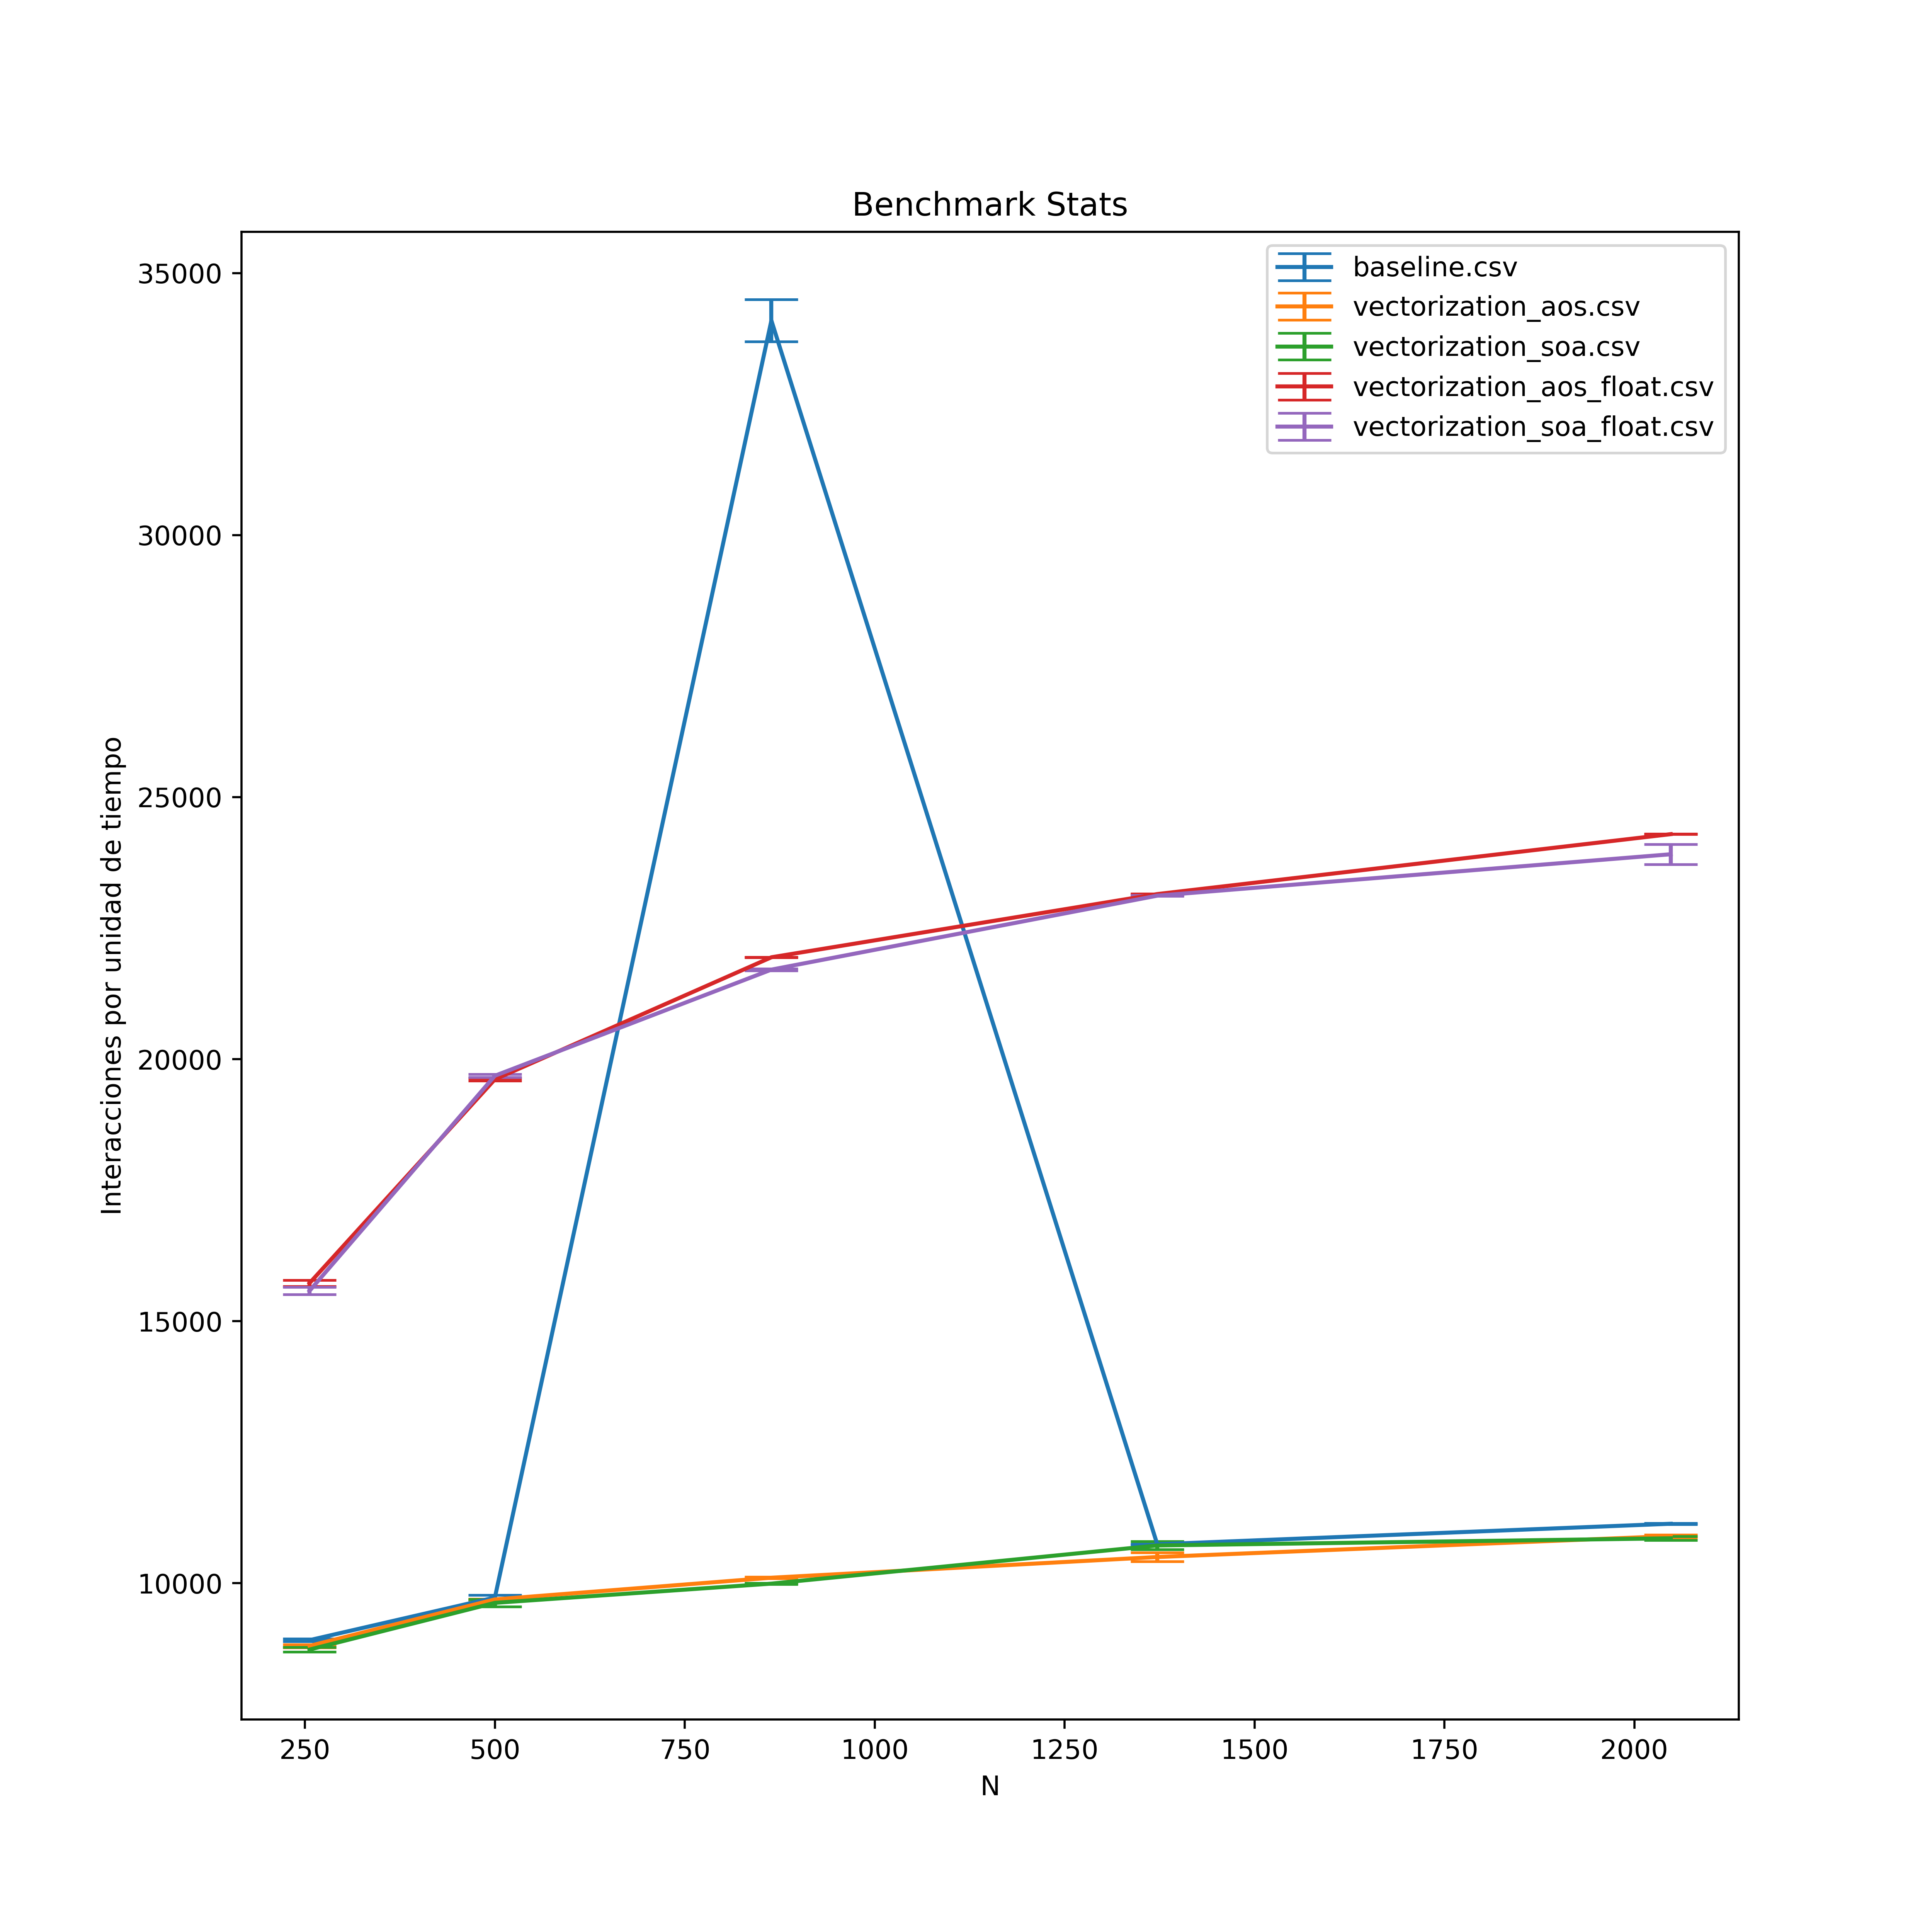 Benchmark Stats
35000
30000
25000
20000
15000
10000
Interacciones por unidad de tiempo
baseline.csv
vectorization_aos.csv
vectorization_soa.csv
vectorization_aos_float.csv
vectorization_soa_float.csv
250 500 750 1000 1250 1500 1750 2000
N